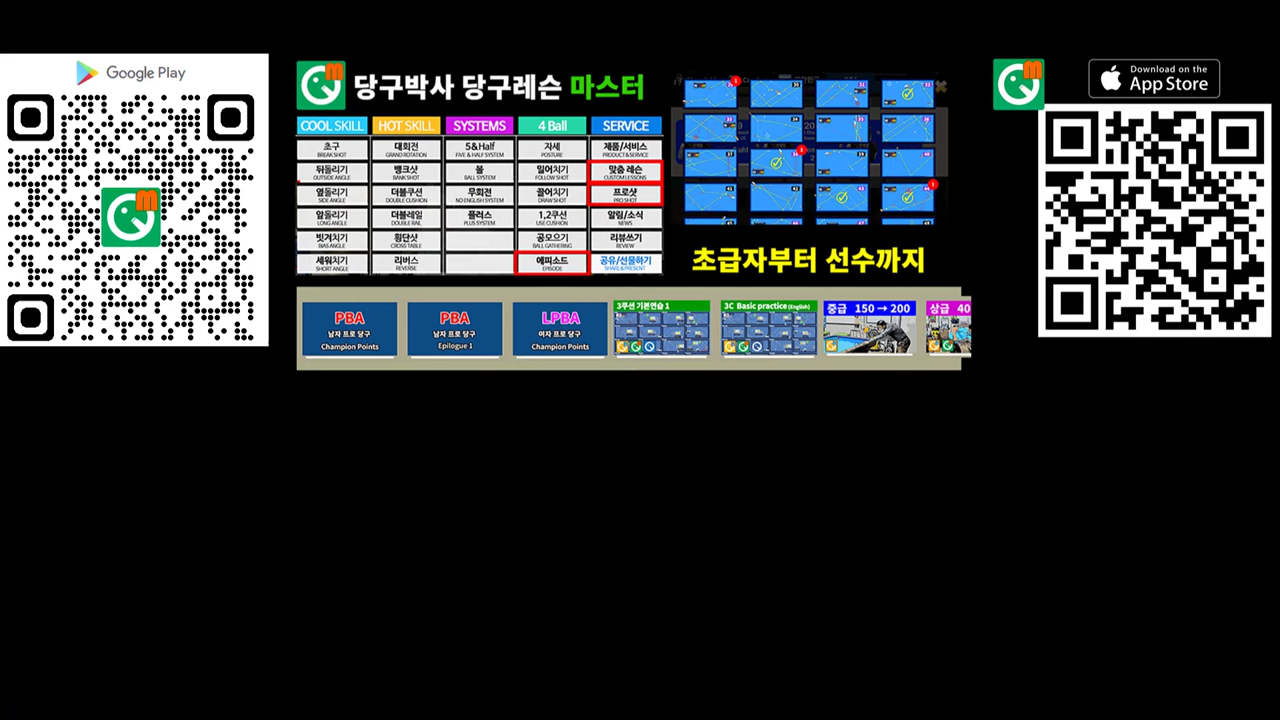 Google Play
당구박사 당구레슨 마스터
Download on the
App Store
COOL SKILL HOT SKILL SYSTEMS 4 Ball SERVICE
초구 대회전 5&Half 자세 제품/서비스
BREAK SHOT GRAND ROTATION FIVE & HALF SYSTEM POSTURE PRODUCT & SERVICE
뒤돌리기 뱅크샷 볼 밀어치기 맞춤 레슨
OUTSIDE ANGLE BANK SHOT BALL SYSTEM FOLLOW SHOT CUSTOM LESSONS
옆돌리기 더블쿠션 무회전 끌어치기 프로샷
SIDE ANGLE DOUBLE CUSHION NO ENGLISH SYSTEM DRAW SHOT PRO SHOT
앞돌리기 더블레일 플러스 1,2쿠션 알림/소식
LONG ANGLE DOUBLE RAIL PLUS SYSTEM USE CUSHION NEWS
빗겨치기 횡단샷 공모으기 리뷰쓰기
BIAS ANGLE CROSS TABLE BALL GATHERING REVIEW
세워치기 리버스 에피소드 공유/선물하기
SHORT ANGLE REVERSE EPISODE SHARE & PRESENT
초급자부터 선수까지
PBA
남자 프로 당구
Champion Points
PBA
남자 프로 당구
Epilogue 1
LPBA
여자 프로 당구
Champion Points
3쿠션 기본연습 1
3C Basic practice (English)
중급 150 → 200
상급 40